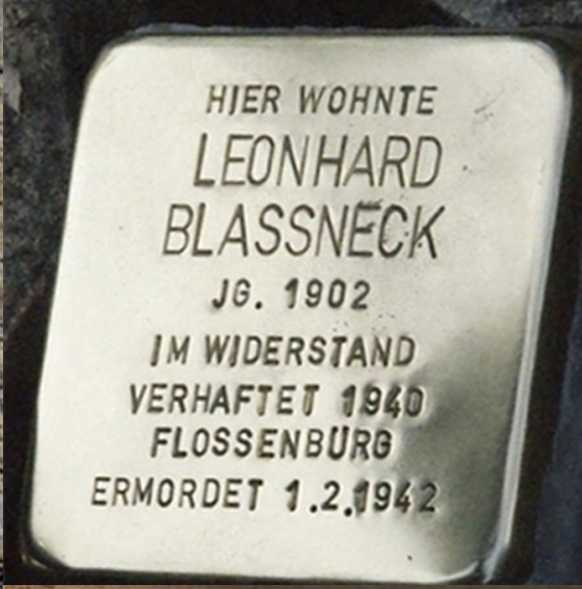 HIER WOHNTE
LEONHARD
BLASSNECK
JG. 1902
IM WIDERSTAND
VERHAFTET 1940
FLOSSENBÜRG
ERMORDET 1.2.1942